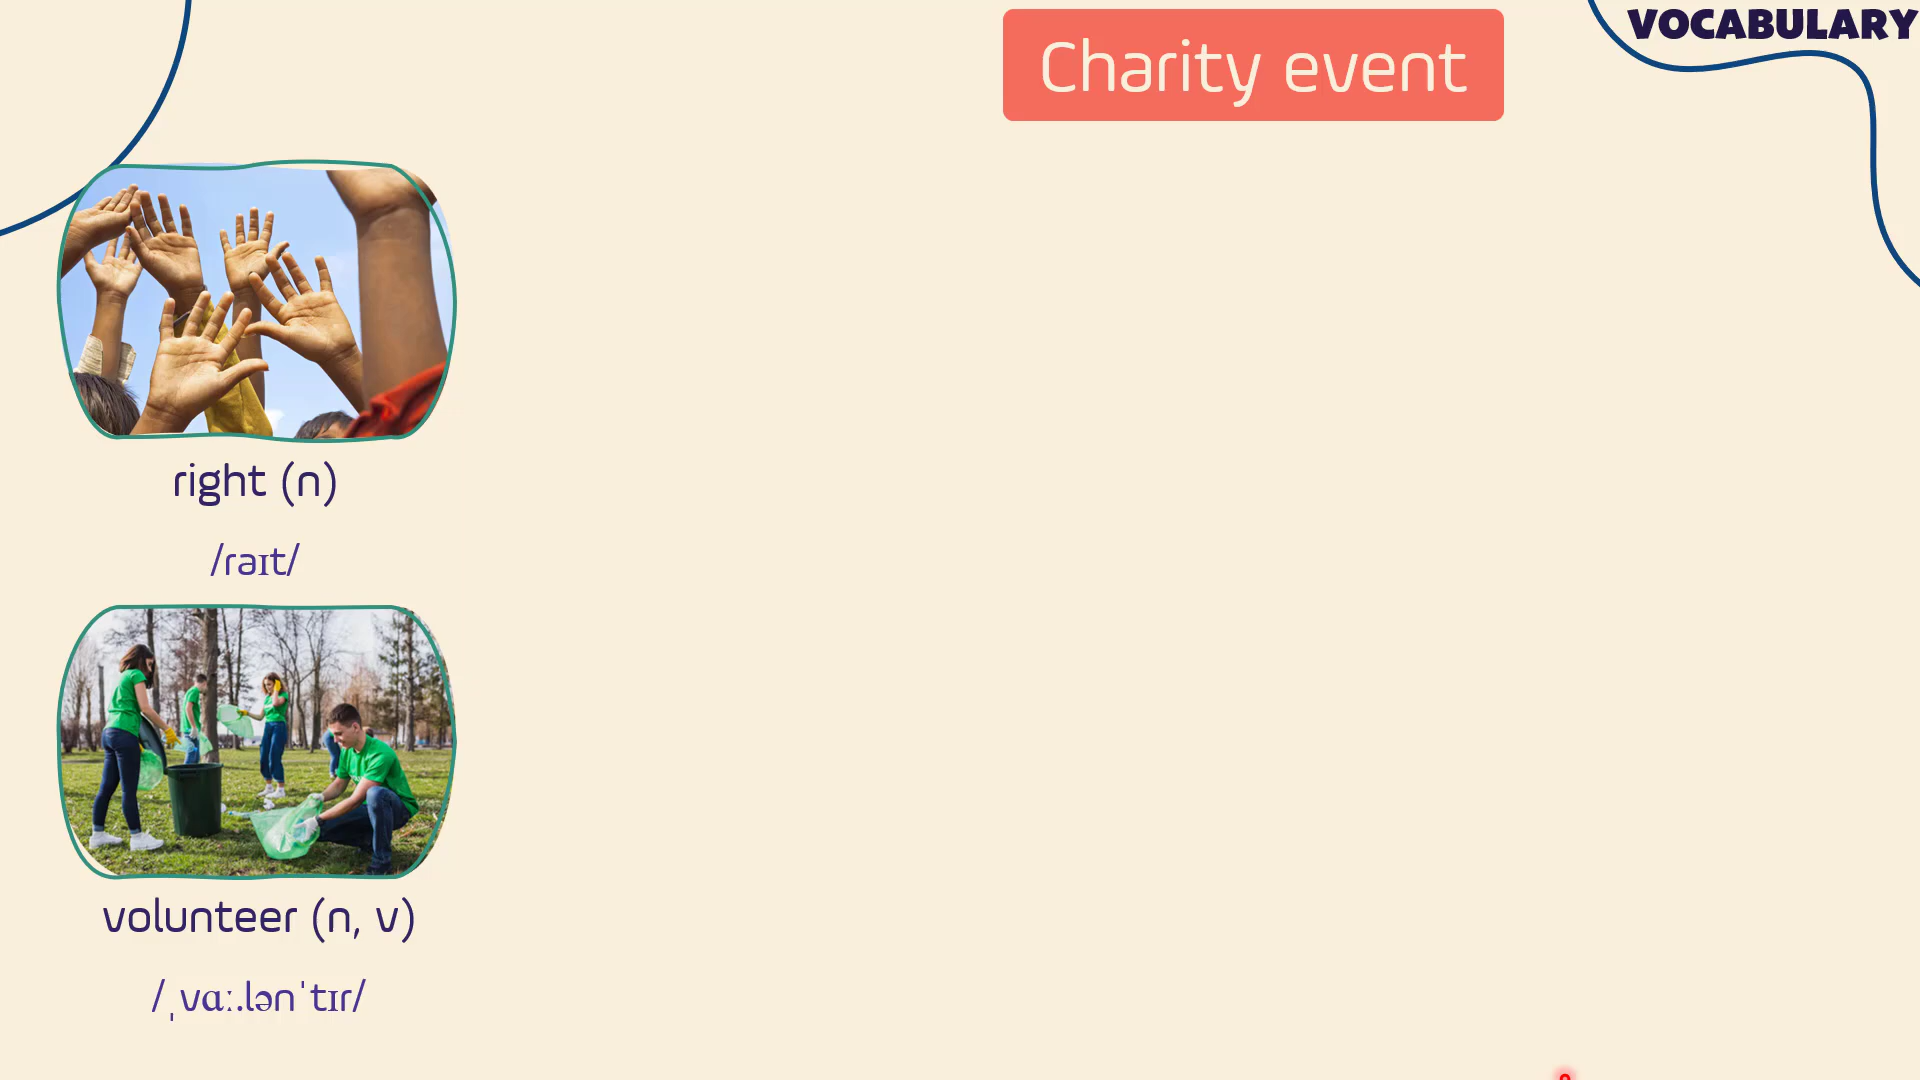 VOCABULARY
Charity event
right (n)
/raɪt/
volunteer (n, v)
/ˌvɑː.lənˈtɪr/